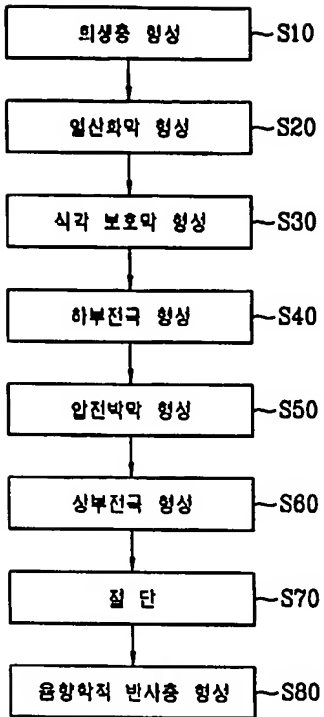 희생층 형성 S10
열산화막 형성 S20
식각 보호막 형성 S30
하부전극 형성 S40
압전박막 형성 S50
상부전극 형성 S60
절 단 S70
음향학적 반사층 형성 S80